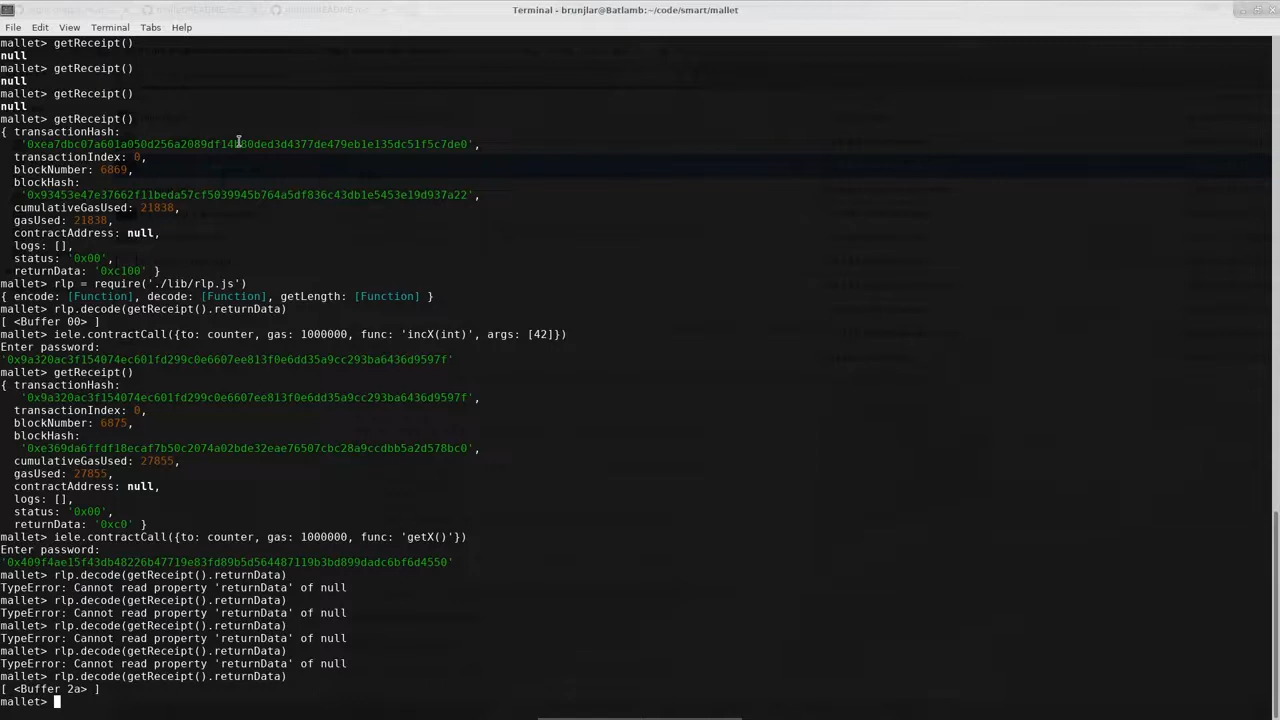 Terminal - brunjlar@Batlamb:~/code/smart/mallet
File Edit View Terminal Tabs Help
mallet> getReceipt()
null
mallet> getReceipt()
null
mallet> getReceipt()
null
mallet> getReceipt()
{ transactionHash:
'0xea7dbc07a601a050d256a2089df14b80ded3d4377de479eb1e135dc51f5c7de0',
transactionIndex: 0,
blockNumber: 6869,
blockHash:
'0x93453e47e37662f11beda57cf5039945b764a5df836c43db1e5453e19d937a22',
cumulativeGasUsed: 21838,
gasUsed: 21838,
contractAddress: null,
logs: [],
status: '0x00',
returnData: '0xc100' }
mallet> rlp = require('./lib/rlp.js')
{ encode: [Function], decode: [Function], getLength: [Function] }
mallet> rlp.decode(getReceipt().returnData)
[ <Buffer 00> ]
mallet> iele.contractCall({to: counter, gas: 1000000, func: 'incX(int)', args: [42]})
Enter password:
'0x9a320ac3f154074ec601fd299c0e6607ee813f0e6dd35a9cc293ba6436d9597f'
mallet> getReceipt()
{ transactionHash:
'0x9a320ac3f154074ec601fd299c0e6607ee813f0e6dd35a9cc293ba6436d9597f',
transactionIndex: 0,
blockNumber: 6875,
blockHash:
'0xe369da6ffdf18ecaf7b50c2074a02bde32eae76507cbc28a9ccdbb5a2d578bc0',
cumulativeGasUsed: 27855,
gasUsed: 27855,
contractAddress: null,
logs: [],
status: '0x00',
returnData: '0xc0' }
mallet> iele.contractCall({to: counter, gas: 1000000, func: 'getX()'})
Enter password:
'0x409f4ae15f43db48226b47719e83fd89b5d564487119b3bd899dadc6bf6d4550'
mallet> rlp.decode(getReceipt().returnData)
TypeError: Cannot read property 'returnData' of null
mallet> rlp.decode(getReceipt().returnData)
TypeError: Cannot read property 'returnData' of null
mallet> rlp.decode(getReceipt().returnData)
TypeError: Cannot read property 'returnData' of null
mallet> rlp.decode(getReceipt().returnData)
TypeError: Cannot read property 'returnData' of null
mallet> rlp.decode(getReceipt().returnData)
[ <Buffer 2a> ]
mallet>